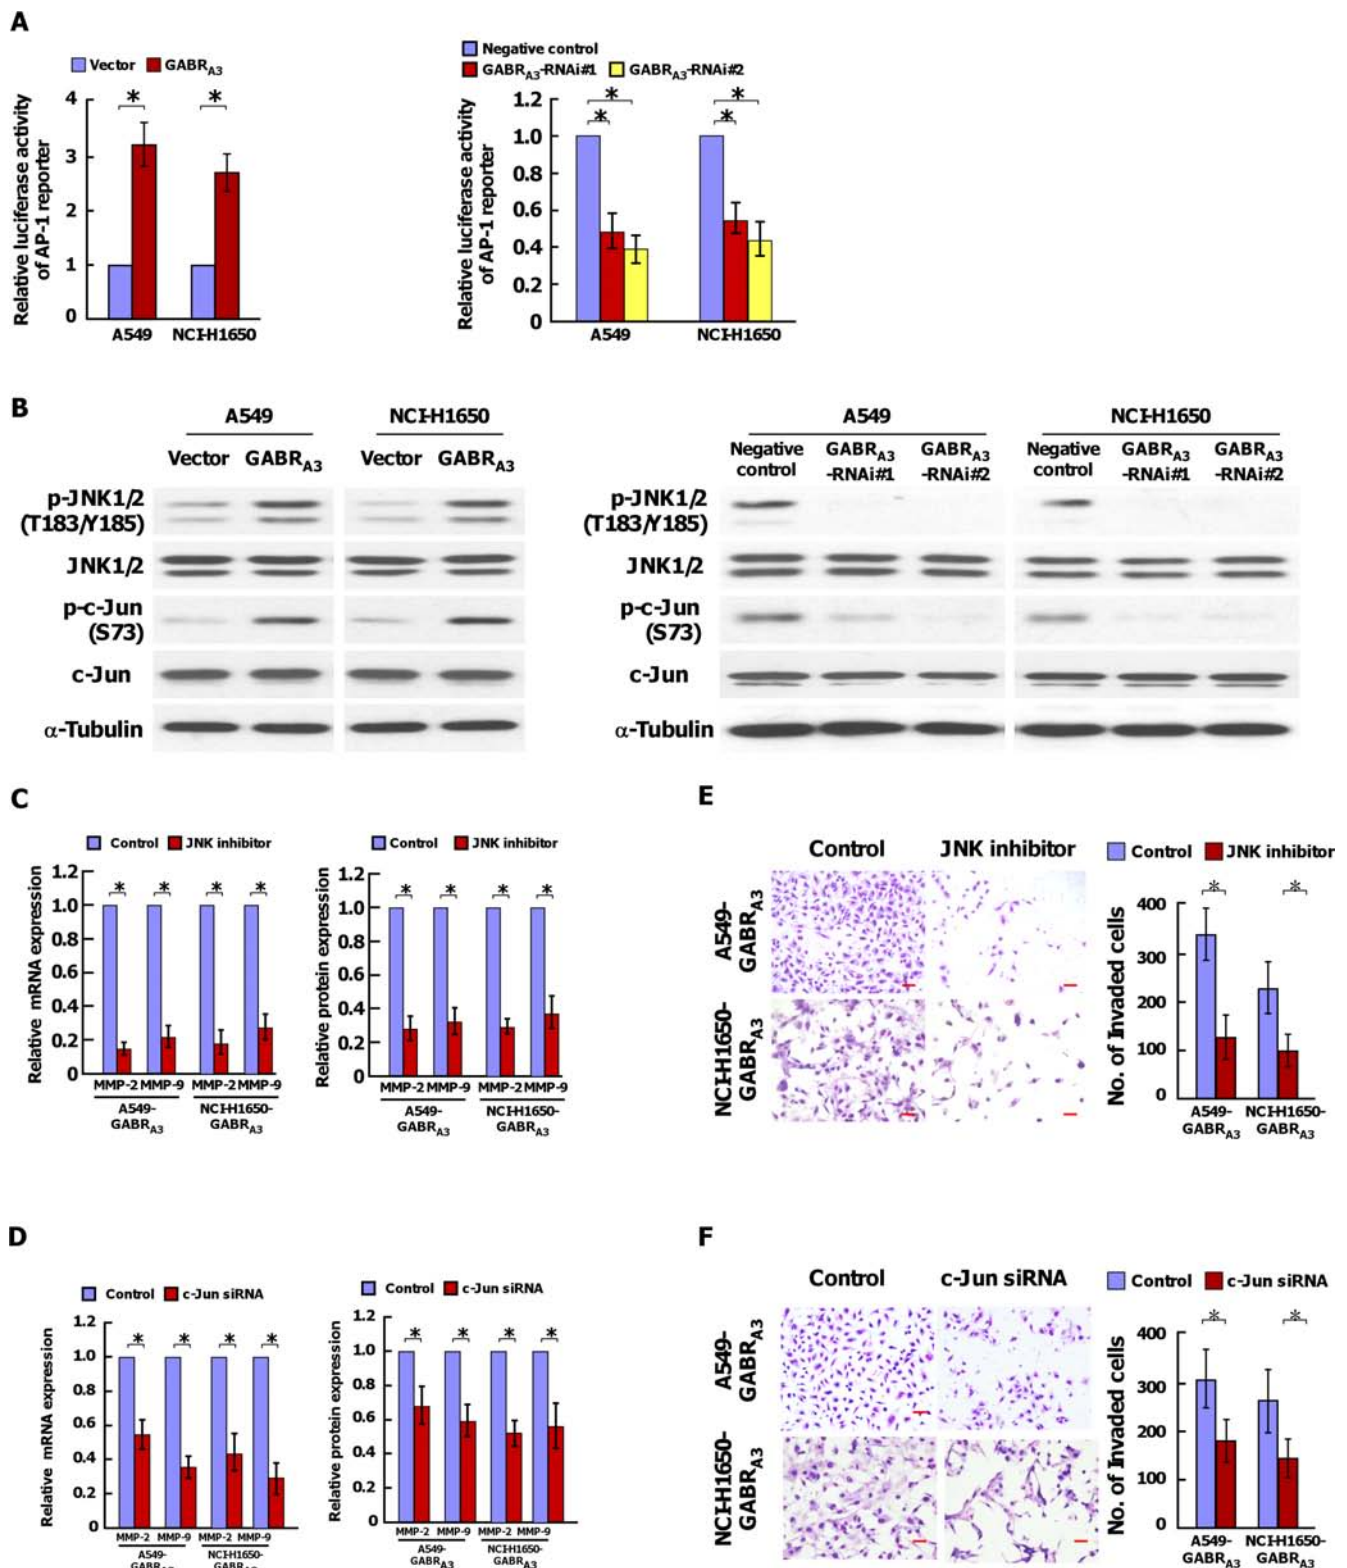 A
Vector GABRA3
Relative luciferase activity
of AP-1 reporter
4
3
2
1
0
* *
A549 NCI-H1650
Negative control
GABRA3-RNAi#1 GABRA3-RNAi#2
Relative luciferase activity
of AP-1 reporter
1.2
1.0
0.8
0.6
0.4
0.2
0
* * * *
A549 NCI-H1650
B
A549 NCI-H1650
Vector GABRA3 Vector GABRA3
p-JNK1/2
(T183/Y185)
JNK1/2
p-c-Jun
(S73)
c-Jun
α-Tubulin
A549 NCI-H1650
Negative control GABRA3-RNAi#1 GABRA3-RNAi#2 Negative control GABRA3-RNAi#1 GABRA3-RNAi#2
p-JNK1/2
(T183/Y185)
JNK1/2
p-c-Jun
(S73)
c-Jun
α-Tubulin
C
Control JNK inhibitor
Relative mRNA expression
1.2
1.0
0.8
0.6
0.4
0.2
0
* * * *
MMP-2 MMP-9 MMP-2 MMP-9
A549-GABRA3 NCI-H1650-GABRA3
Control JNK inhibitor
Relative protein expression
1.2
1.0
0.8
0.6
0.4
0.2
0
* * * *
MMP-2 MMP-9 MMP-2 MMP-9
A549-GABRA3 NCI-H1650-GABRA3
E
Control JNK inhibitor
A549-GABRA3
NCI-H1650-GABRA3
Control JNK inhibitor
No. of Invaded cells
400
300
200
100
0
* *
A549-GABRA3 NCI-H1650-GABRA3
D
Control c-Jun siRNA
Relative mRNA expression
1.2
1.0
0.8
0.6
0.4
0.2
0
* * * *
MMP-2 MMP-9 MMP-2 MMP-9
A549-GABRA3 NCI-H1650-GABRA3
Control c-Jun siRNA
Relative protein expression
1.2
1.0
0.8
0.6
0.4
0.2
0
* * * *
MMP-2 MMP-9 MMP-2 MMP-9
A549-GABRA3 NCI-H1650-GABRA3
F
Control c-Jun siRNA
A549-GABRA3
NCI-H1650-GABRA3
Control c-Jun siRNA
No. of Invaded cells
400
300
200
100
0
* *
A549-GABRA3 NCI-H1650-GABRA3